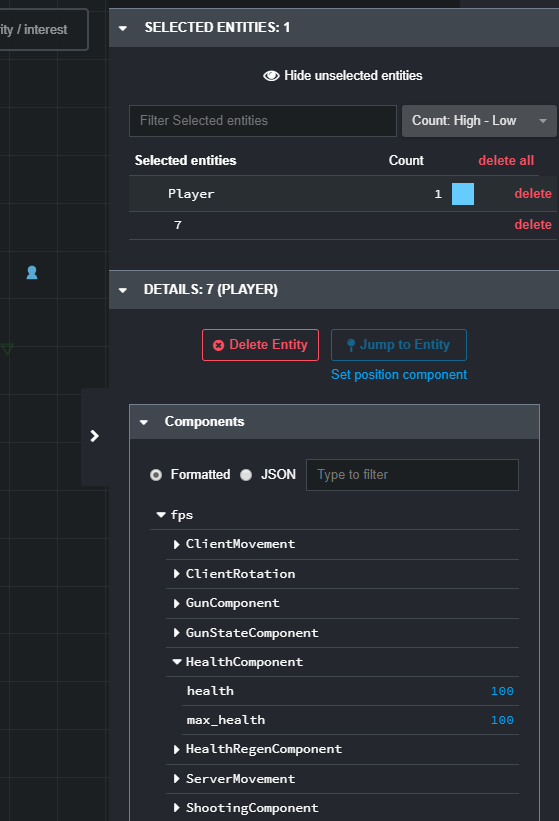 ity / interest
SELECTED ENTITIES: 1
Hide unselected entities
Filter Selected entities
Count: High - Low
Selected entities Count delete all
Player 1 delete
7 delete
DETAILS: 7 (PLAYER)
Delete Entity
Jump to Entity
Set position component
Components
Formatted JSON Type to filter
fps
ClientMovement
ClientRotation
GunComponent
GunStateComponent
HealthComponent
health 100
max_health 100
HealthRegenComponent
ServerMovement
ShootingComponent